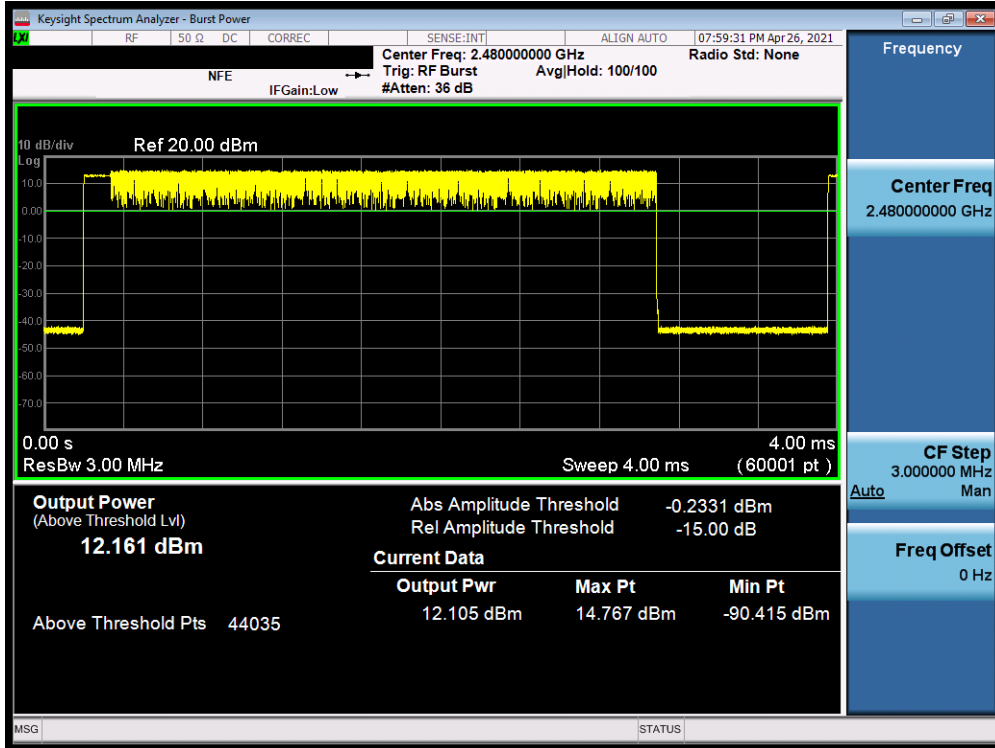 Keysight Spectrum Analyzer - Burst Power
LXI RF 50 Ω DC CORREC SENSE:INT ALIGN AUTO 07:59:31 PM Apr 26, 2021
Center Freq: 2.480000000 GHz Radio Std: None
NFE Trig: RF Burst Avg|Hold: 100/100
IFGain:Low #Atten: 36 dB
10 dB/div Ref 20.00 dBm
Log
10.0
0.00
-10.0
-20.0
-30.0
-40.0
-50.0
-60.0
-70.0
0.00 s 4.00 ms
ResBw 3.00 MHz Sweep 4.00 ms (60001 pt)
Output Power
(Above Threshold Lvl)
12.161 dBm
Above Threshold Pts 44035
Abs Amplitude Threshold -0.2331 dBm
Rel Amplitude Threshold -15.00 dB
Current Data
Output Pwr Max Pt Min Pt
12.105 dBm 14.767 dBm -90.415 dBm
Frequency
Center Freq
2.480000000 GHz
CF Step
3.000000 MHz
Auto Man
Freq Offset
0 Hz
MSG STATUS